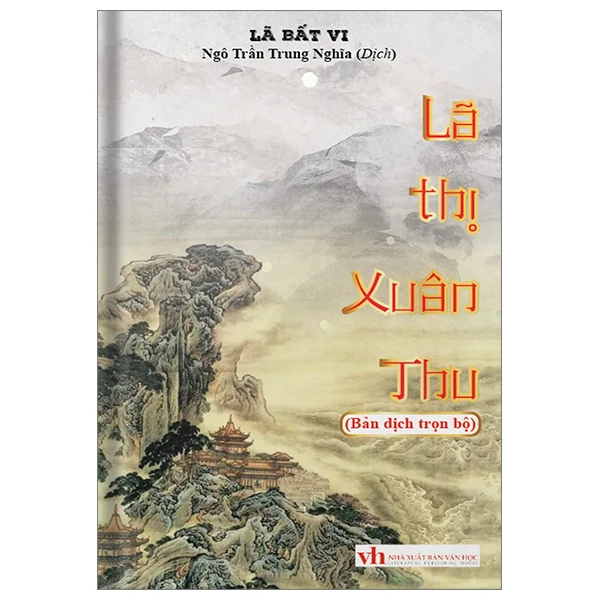 LÃ BẤT VI
Ngô Trần Trung Nghĩa (Dịch)
Lã
thị
Xuân
Thu
(Bản dịch trọn bộ)
vh NHÀ XUẤT BẢN VĂN HỌC
LITERATURE PUBLISHING HOUSE